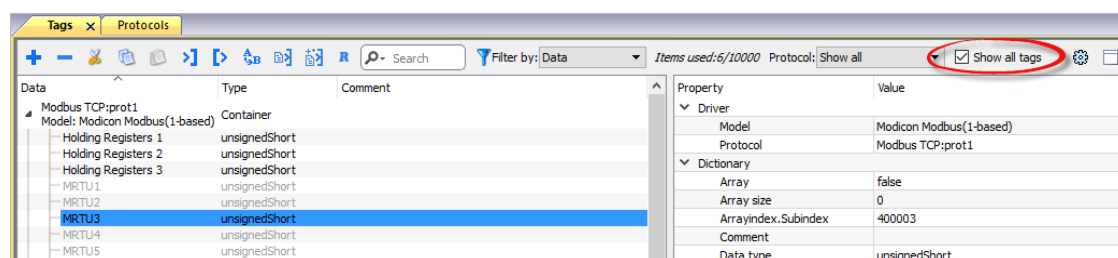 Tags x Protocols
AB R Search Filter by: Data Items used:6/10000 Protocol: Show all Show all tags
Data Type Comment Property Value
Modbus TCP:prot1
Model: Modicon Modbus(1-based) Container
Driver
Model Modicon Modbus(1-based)
Holding Registers 1 unsignedShort
Protocol Modbus TCP:prot1
Holding Registers 2 unsignedShort
Dictionary
Holding Registers 3 unsignedShort
Array false
MRTU1 unsignedShort
Array size 0
MRTU2 unsignedShort
Arrayindex.Subindex 400003
MRTU3 unsignedShort
Comment
MRTU4 unsignedShort
Data type unsignedShort
MRTU5 unsignedShort